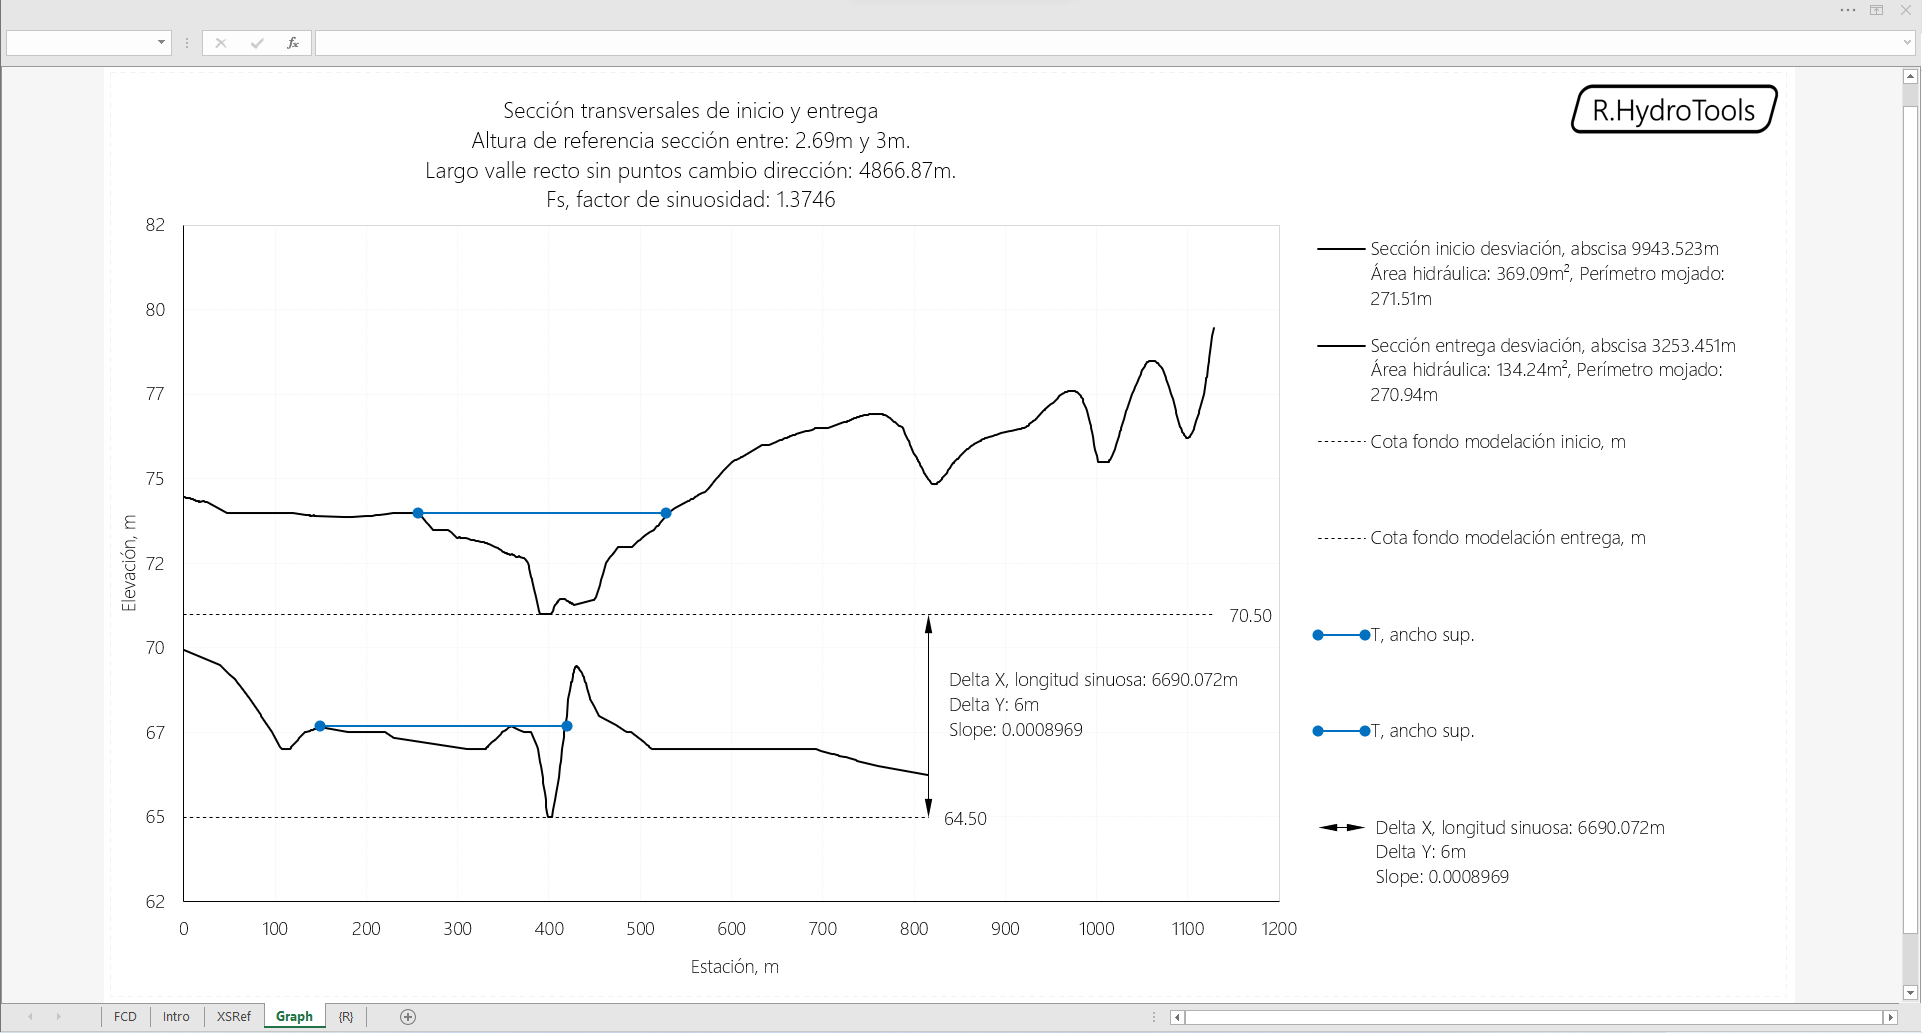 fx
R.HydroTools
Sección transversales de inicio y entrega
Altura de referencia sección entre: 2.69m y 3m.
Largo valle recto sin puntos cambio dirección: 4866.87m.
Fs, factor de sinuosidad: 1.3746
82
80
77
75
72
70
67
65
62
Elevación, m
0 100 200 300 400 500 600 700 800 900 1000 1100 1200
Estación, m
70.50
Delta X, longitud sinuosa: 6690.072m
Delta Y: 6m
Slope: 0.0008969
64.50
Sección inicio desviación, abscisa 9943.523m
Área hidráulica: 369.09m², Perímetro mojado:
271.51m
Sección entrega desviación, abscisa 3253.451m
Área hidráulica: 134.24m², Perímetro mojado:
270.94m
Cota fondo modelación inicio, m
Cota fondo modelación entrega, m
T, ancho sup.
T, ancho sup.
Delta X, longitud sinuosa: 6690.072m
Delta Y: 6m
Slope: 0.0008969
FCD Intro XSRef Graph {R}